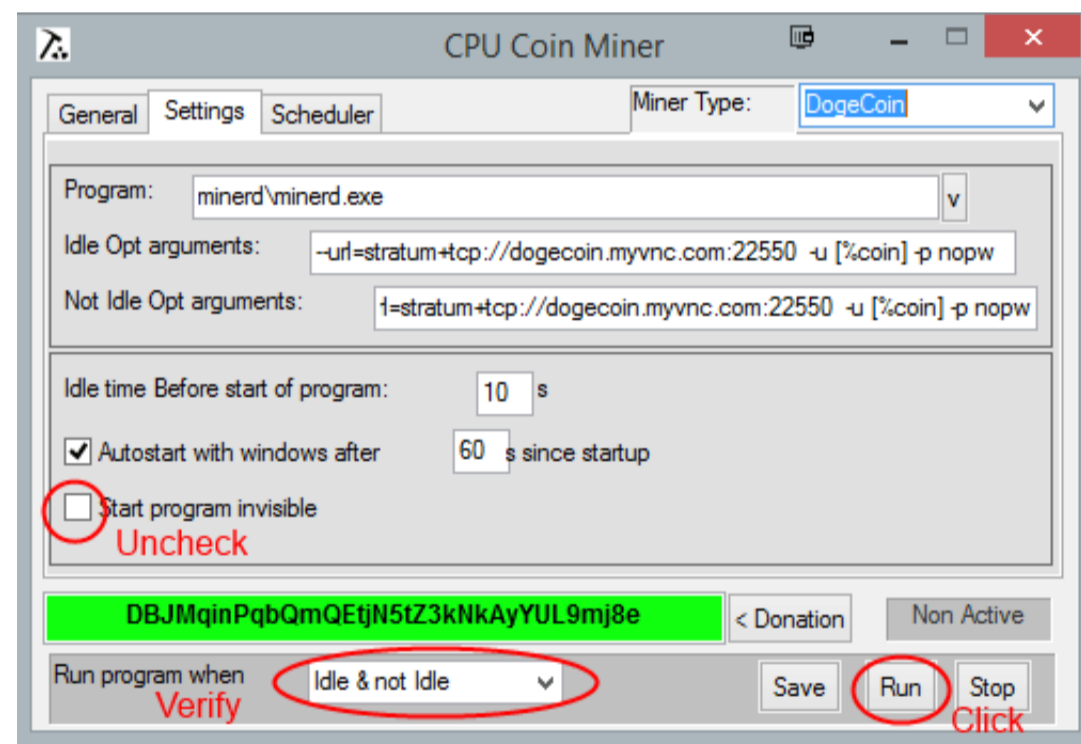 CPU Coin Miner
General Settings Scheduler Miner Type: DogeCoin
Program: minerd\minerd.exe v
Idle Opt arguments: --url=stratum+tcp://dogecoin.myvnc.com:22550 -u [%coin] -p nopw
Not Idle Opt arguments: l=stratum+tcp://dogecoin.myvnc.com:22550 -u [%coin] -p nopw
Idle time Before start of program: 10 s
Autostart with windows after 60 s since startup
Start program invisible
Uncheck
DBJMqinPqbQmQEtjN5tZ3kNkAyYUL9mj8e < Donation Non Active
Run program when Idle & not Idle Save Run Stop
Verify Click